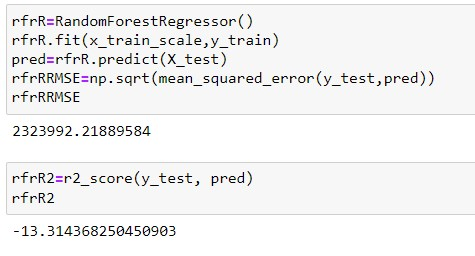 rfrR=RandomForestRegressor()
rfrR.fit(x_train_scale,y_train)
pred=rfrR.predict(X_test)
rfrRRMSE=np.sqrt(mean_squared_error(y_test,pred))
rfrRRMSE
2323992.21889584
rfrR2=r2_score(y_test, pred)
rfrR2
-13.314368250450903